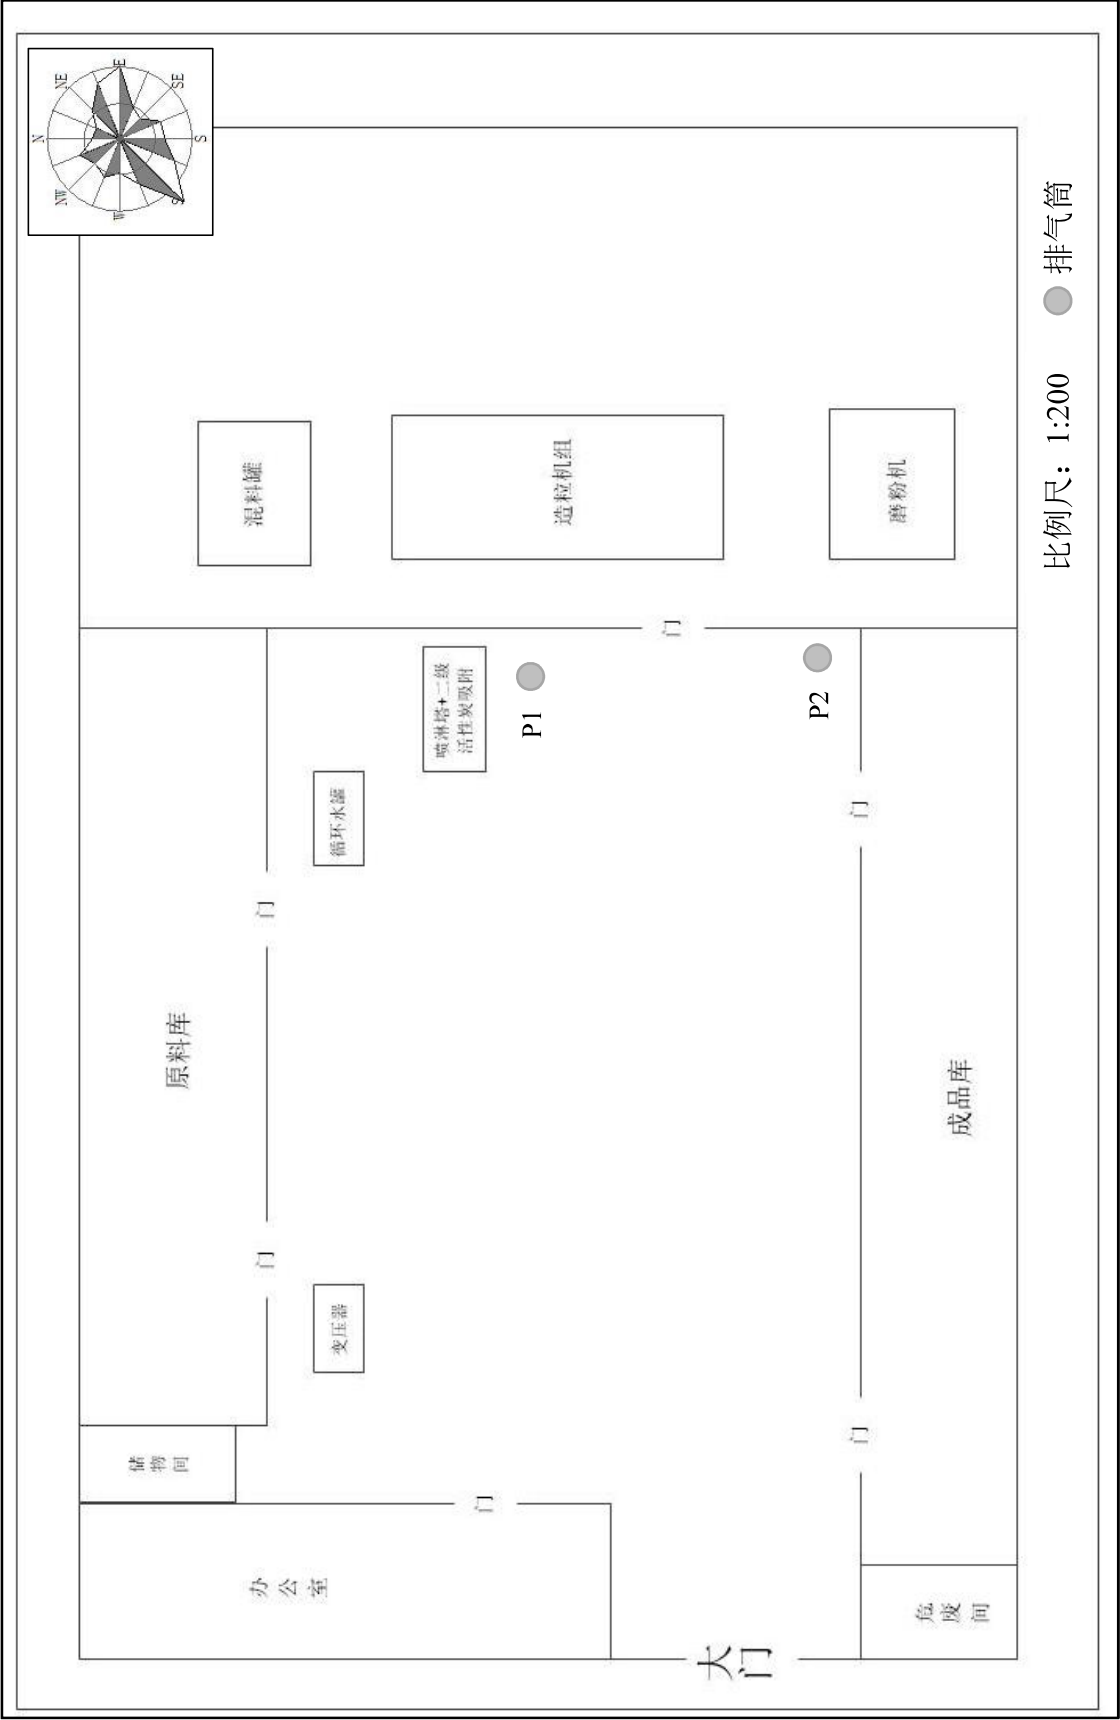 N
NW
NE
W
E
S
SE
S
办
公
室
储
物
间
原料库
门
门
混料罐
变压器
循环水罐
喷淋塔+二级
活性炭吸附
门
P1
造粒机组
门
大
门
P2
门
门
磨粉机
危
废
间
成品库
比例尺：1:200
排气筒